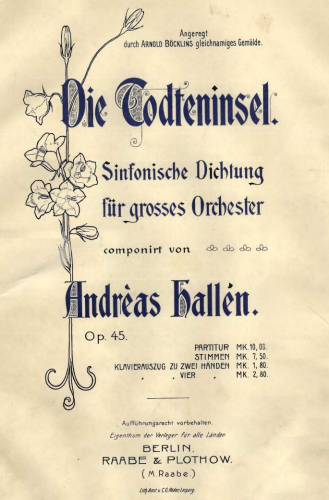 Angeregt
durch ARNOLD BÖCKLINS gleichnamiges Gemälde.
Die Todteninsel.
Sinfonische Dichtung
für grosses Orchester
componirt von
Andrèas Hallén.
Op. 45.
PARTITUR MK. 10, 00.
STIMMEN MK. 7, 50.
KLAVIERAUSZUG ZU ZWEI HÄNDEN MK. 1, 80.
" " VIER " MK. 2, 80.
Aufführungsrecht vorbehalten.
Eigenthum der Verleger für alle Länder
BERLIN,
RAABE & PLOTHOW.
(M. Raabe.)